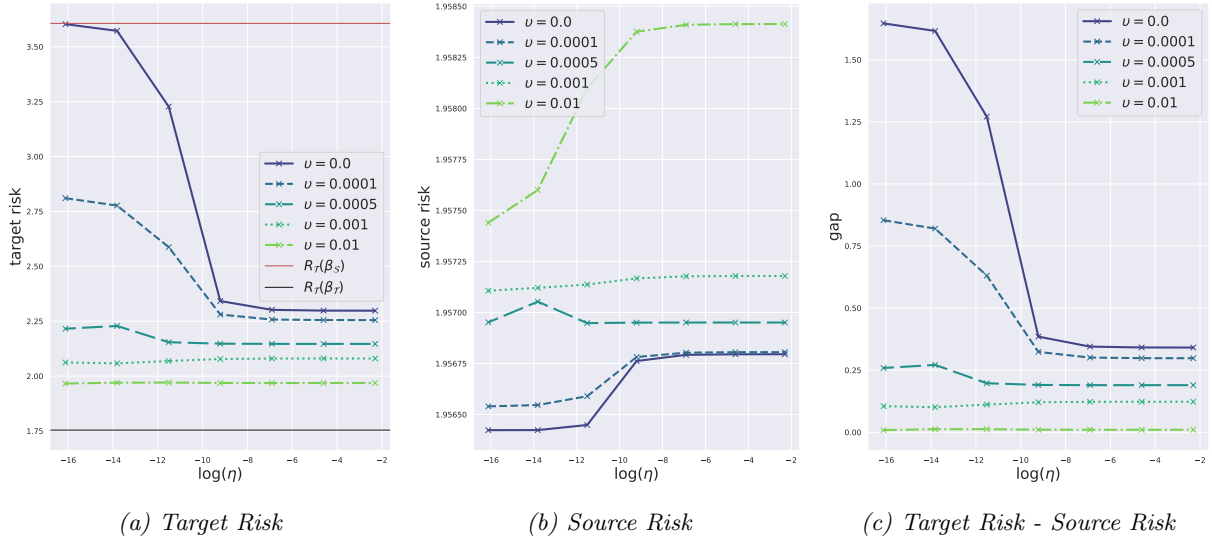 3.50
3.25
3.00
2.75
2.50
2.25
2.00
1.75
target risk
−16 −14 −12 −10 −8 −6 −4 −2
log(η)
υ = 0.0
υ = 0.0001
υ = 0.0005
υ = 0.001
υ = 0.01
R_𝒯(β_𝒮)
R_𝒯(β_𝒯)
(a) Target Risk
1.95850
1.95825
1.95800
1.95775
1.95750
1.95725
1.95700
1.95675
1.95650
source risk
−16 −14 −12 −10 −8 −6 −4 −2
log(η)
υ = 0.0
υ = 0.0001
υ = 0.0005
υ = 0.001
υ = 0.01
(b) Source Risk
1.50
1.25
1.00
0.75
0.50
0.25
0.00
gap
−16 −14 −12 −10 −8 −6 −4 −2
log(η)
υ = 0.0
υ = 0.0001
υ = 0.0005
υ = 0.001
υ = 0.01
(c) Target Risk - Source Risk